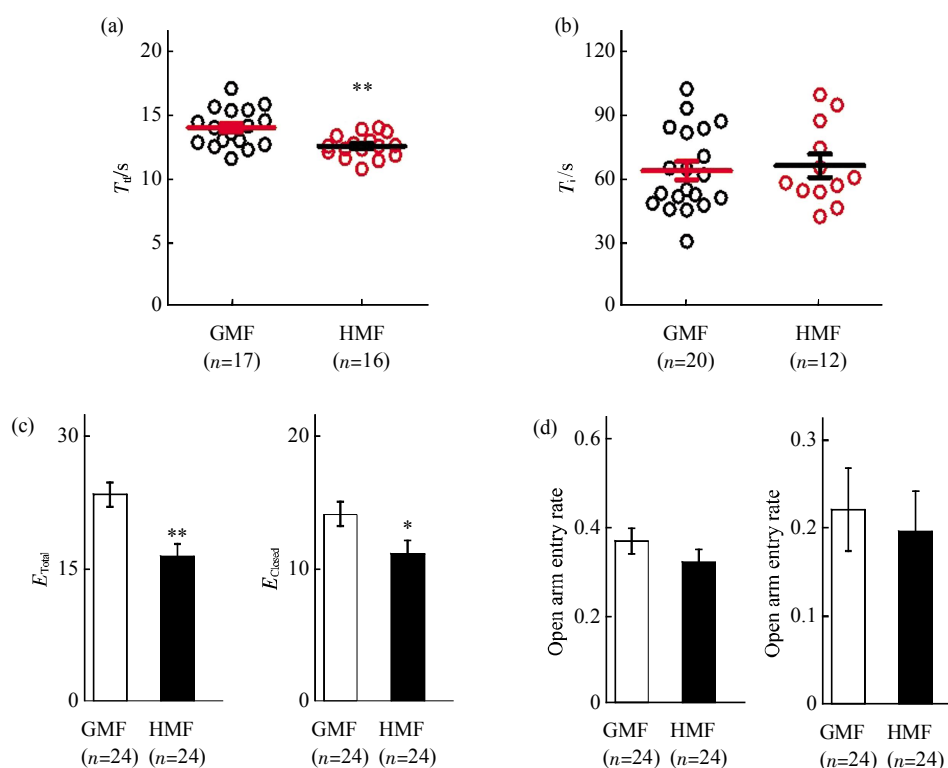 (a)
20
15
10
5
0
T_tl/s
**
GMF
(n=17)
HMF
(n=16)
(b)
120
90
60
30
0
T_i/s
GMF
(n=20)
HMF
(n=12)
(c)
30
15
0
E_Total
**
GMF
(n=24)
HMF
(n=24)
20
10
0
E_Closed
*
GMF
(n=24)
HMF
(n=24)
(d)
0.6
0.4
0.2
0
Open arm entry rate
GMF
(n=24)
HMF
(n=24)
0.3
0.2
0.1
0
Open arm entry rate
GMF
(n=24)
HMF
(n=24)